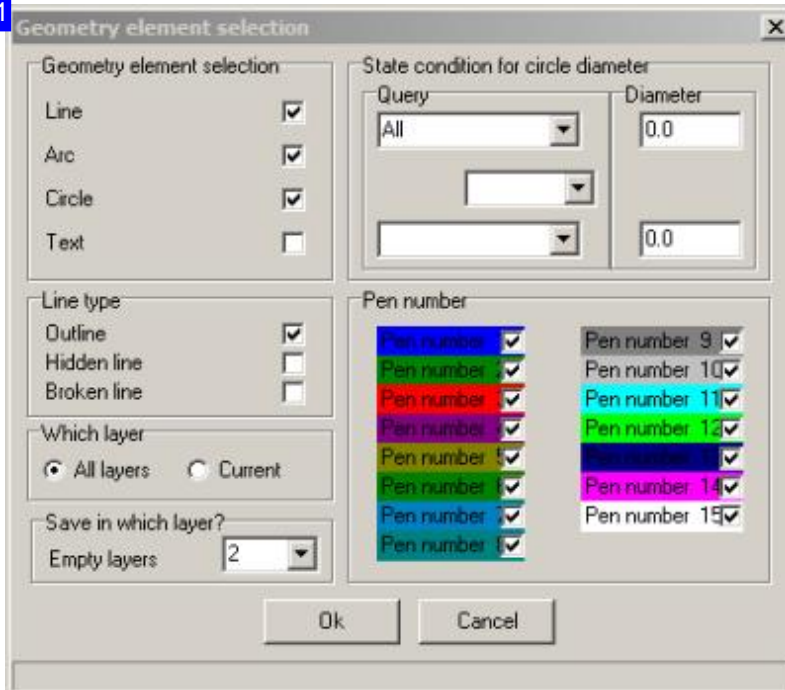 1
Geometry element selection
Geometry element selection
Line
Arc
Circle
Text
State condition for circle diameter
Query
Diameter
All
0.0
0.0
Line type
Outline
Hidden line
Broken line
Which layer
All layers
Current
Save in which layer?
Empty layers
2
Pen number
Pen number
Pen number 2
Pen number
Pen number
Pen number 5
Pen number 6
Pen number 7
Pen number
Pen number 9
Pen number 10
Pen number 11
Pen number 12
Pen number 14
Pen number 15
Ok
Cancel